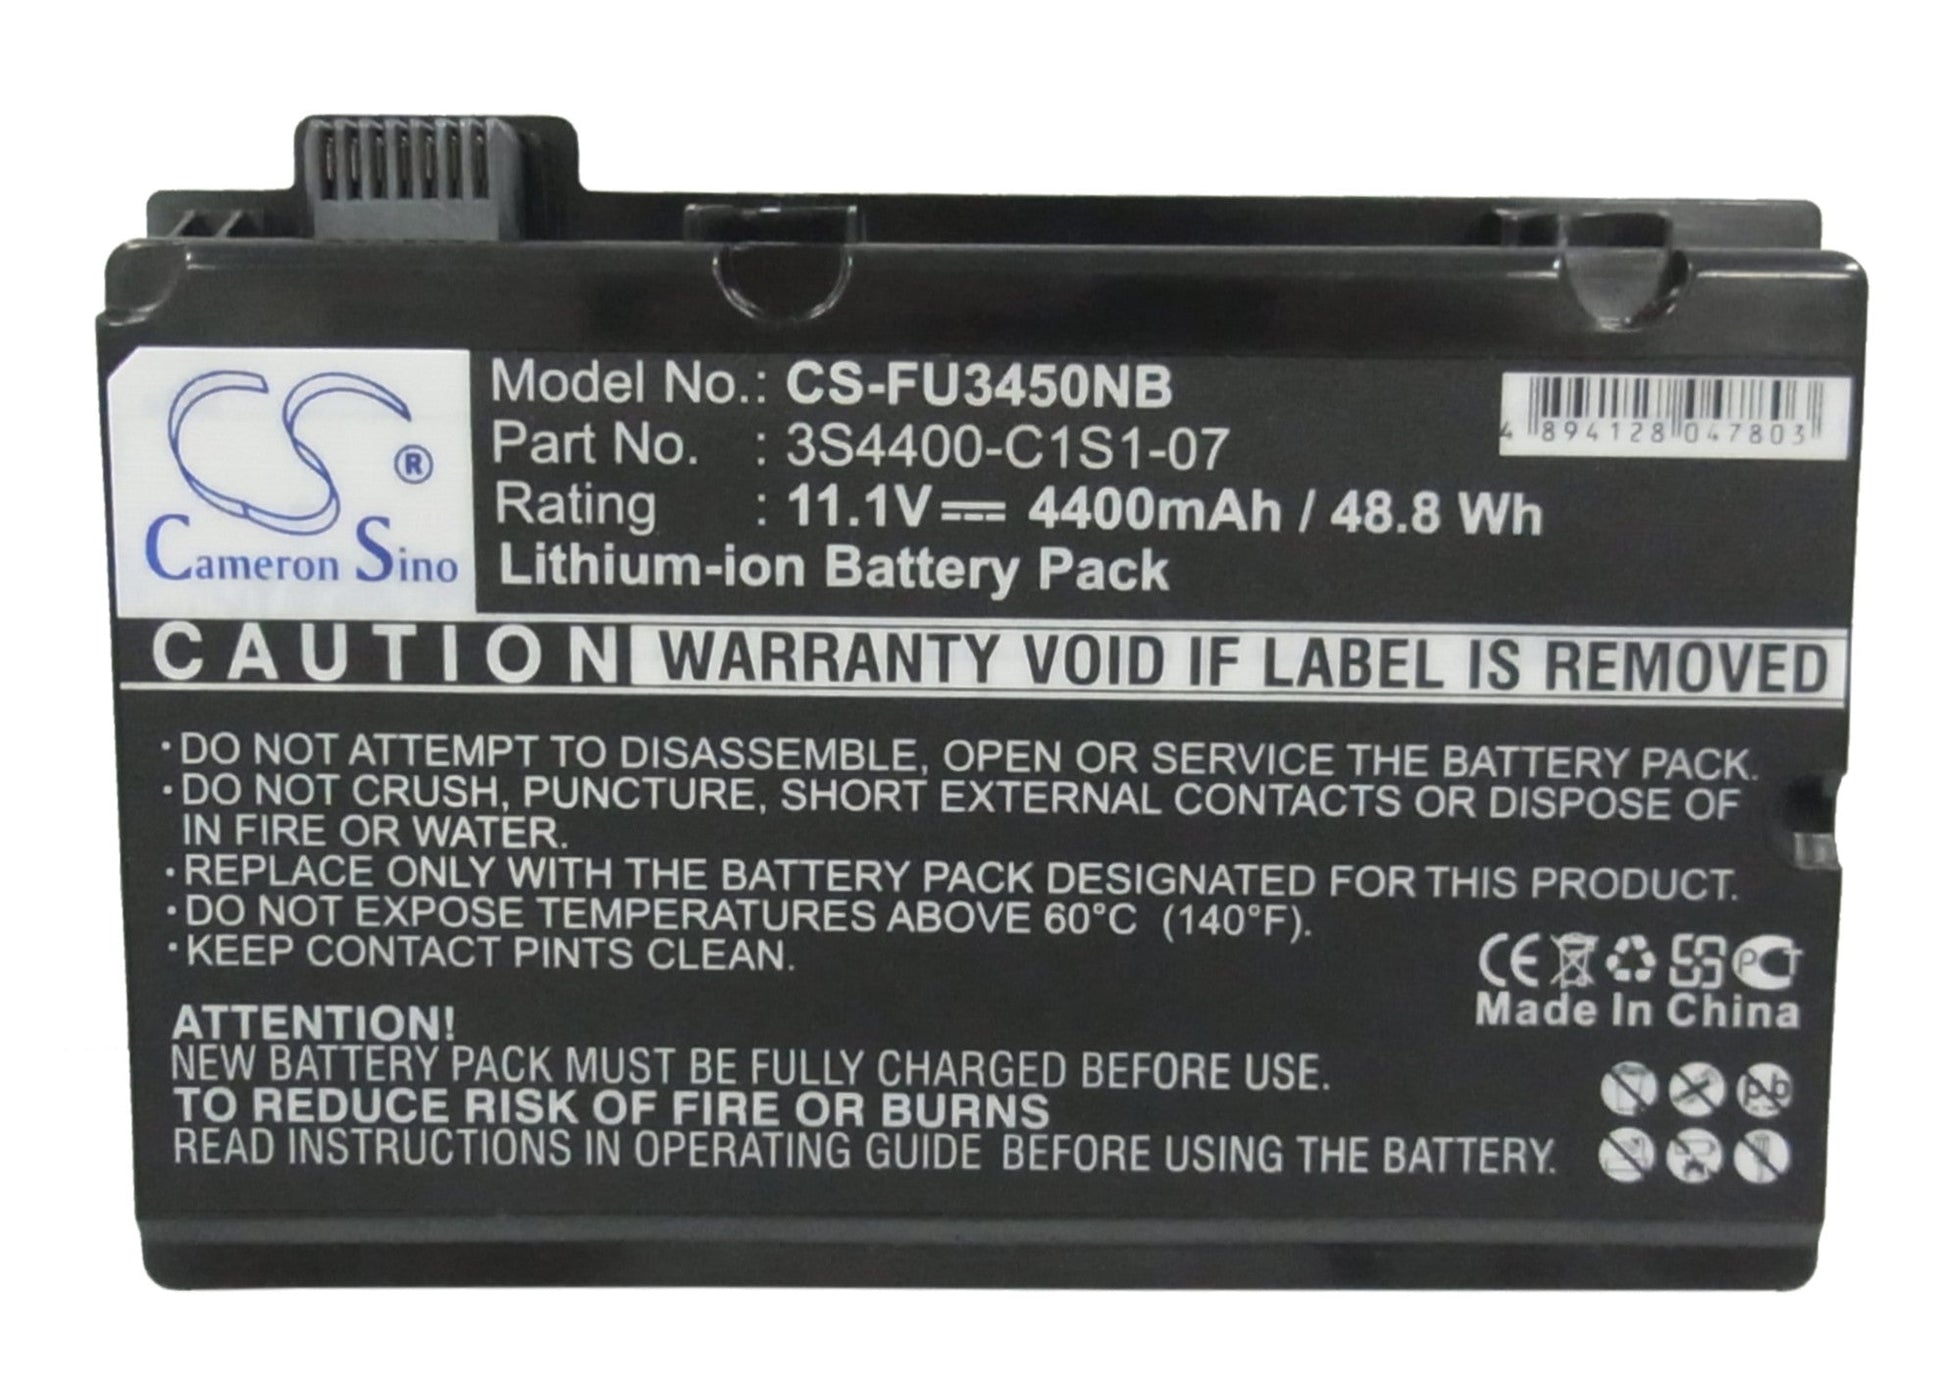 CS®
Cameron Sino
Model No.: CS-FU3450NB
Part No. : 3S4400-C1S1-07
Rating : 11.1V 4400mAh / 48.8 Wh
Lithium-ion Battery Pack
4 894128 047803
CAUTION WARRANTY VOID IF LABEL IS REMOVED
·DO NOT ATTEMPT TO DISASSEMBLE, OPEN OR SERVICE THE BATTERY PACK.
·DO NOT CRUSH, PUNCTURE, SHORT EXTERNAL CONTACTS OR DISPOSE OF
IN FIRE OR WATER.
·REPLACE ONLY WITH THE BATTERY PACK DESIGNATED FOR THIS PRODUCT.
·DO NOT EXPOSE TEMPERATURES ABOVE 60°C (140°F).
·KEEP CONTACT PINTS CLEAN.
CE PCT
Made In China
ATTENTION!
NEW BATTERY PACK MUST BE FULLY CHARGED BEFORE USE.
TO REDUCE RISK OF FIRE OR BURNS
READ INSTRUCTIONS IN OPERATING GUIDE BEFORE USING THE BATTERY.
Pb